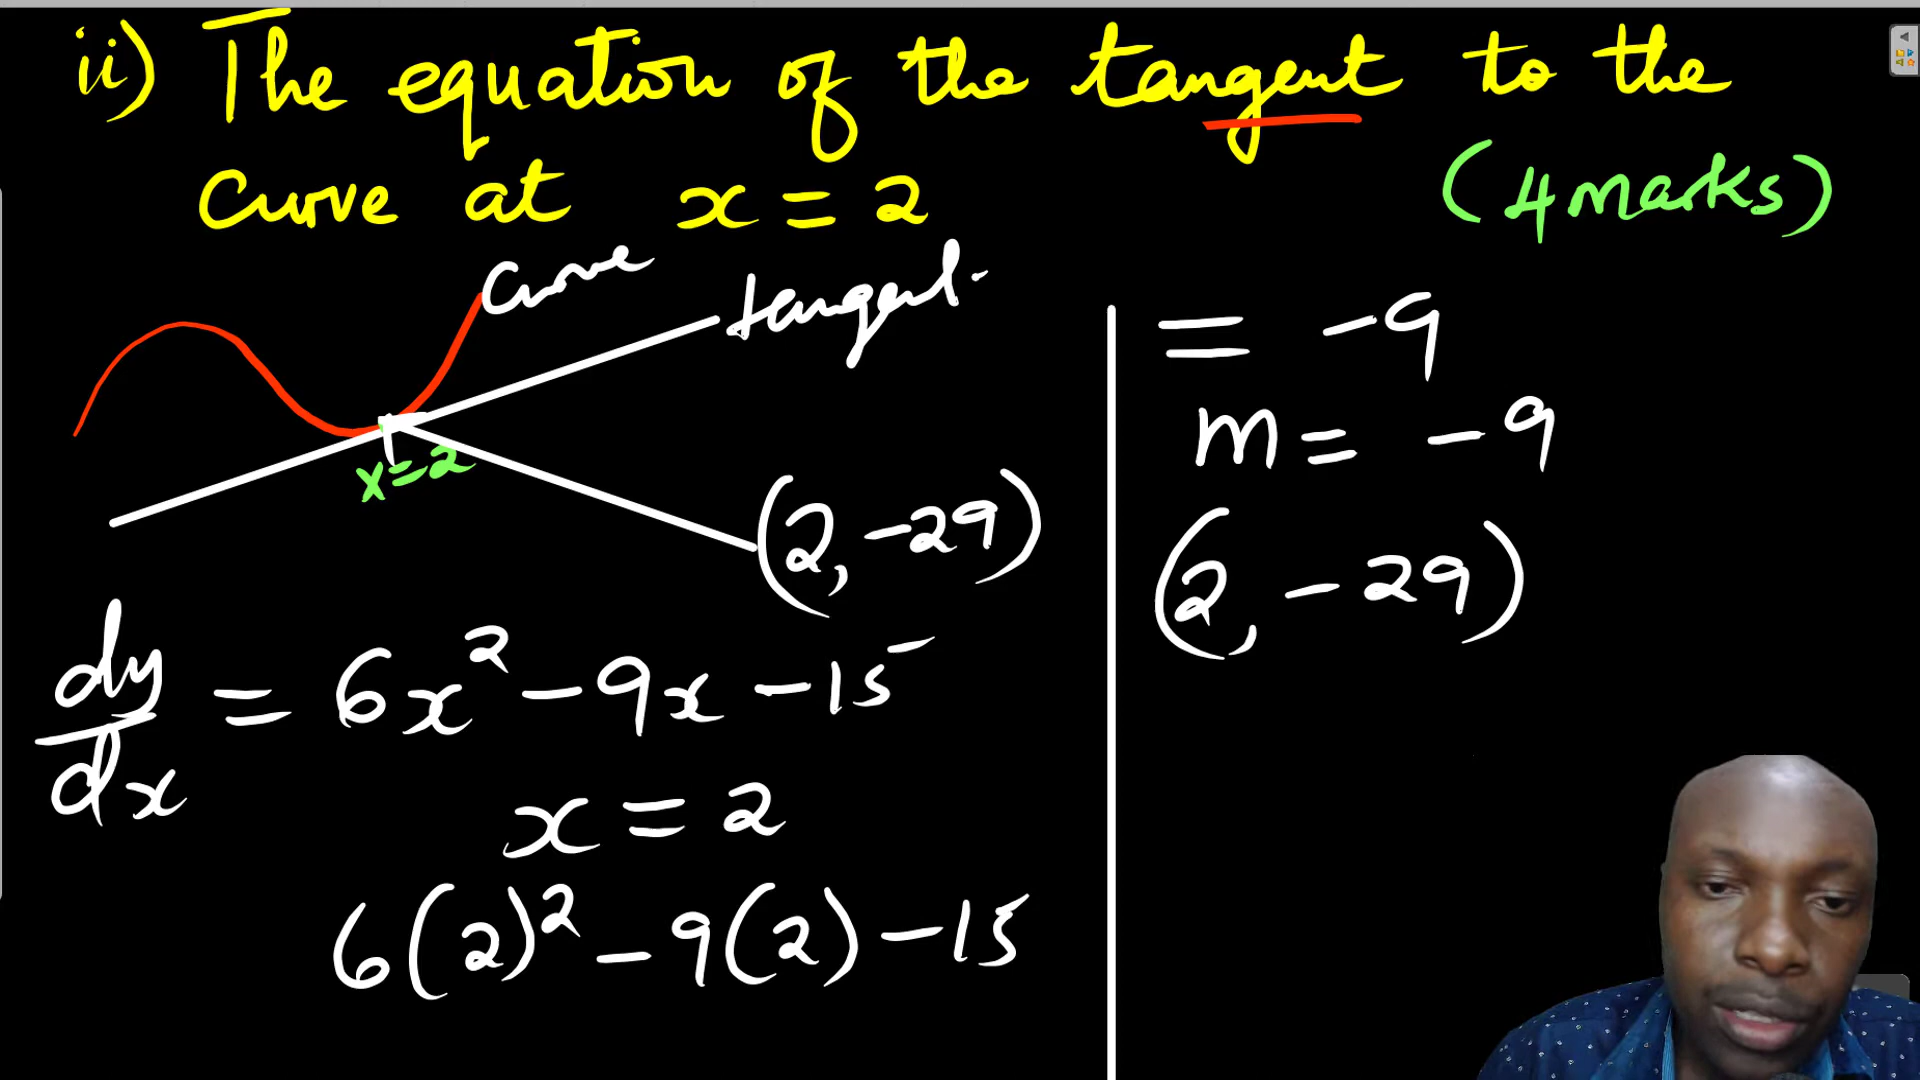 ii) The equation of the tangent to the
curve at x = 2
(4 marks)
curve
tangent.
x=2
(2, -29)
dy/dx = 6x² - 9x - 15
x = 2
6(2)² - 9(2) - 15
= -9
m = -9
(2, -29)